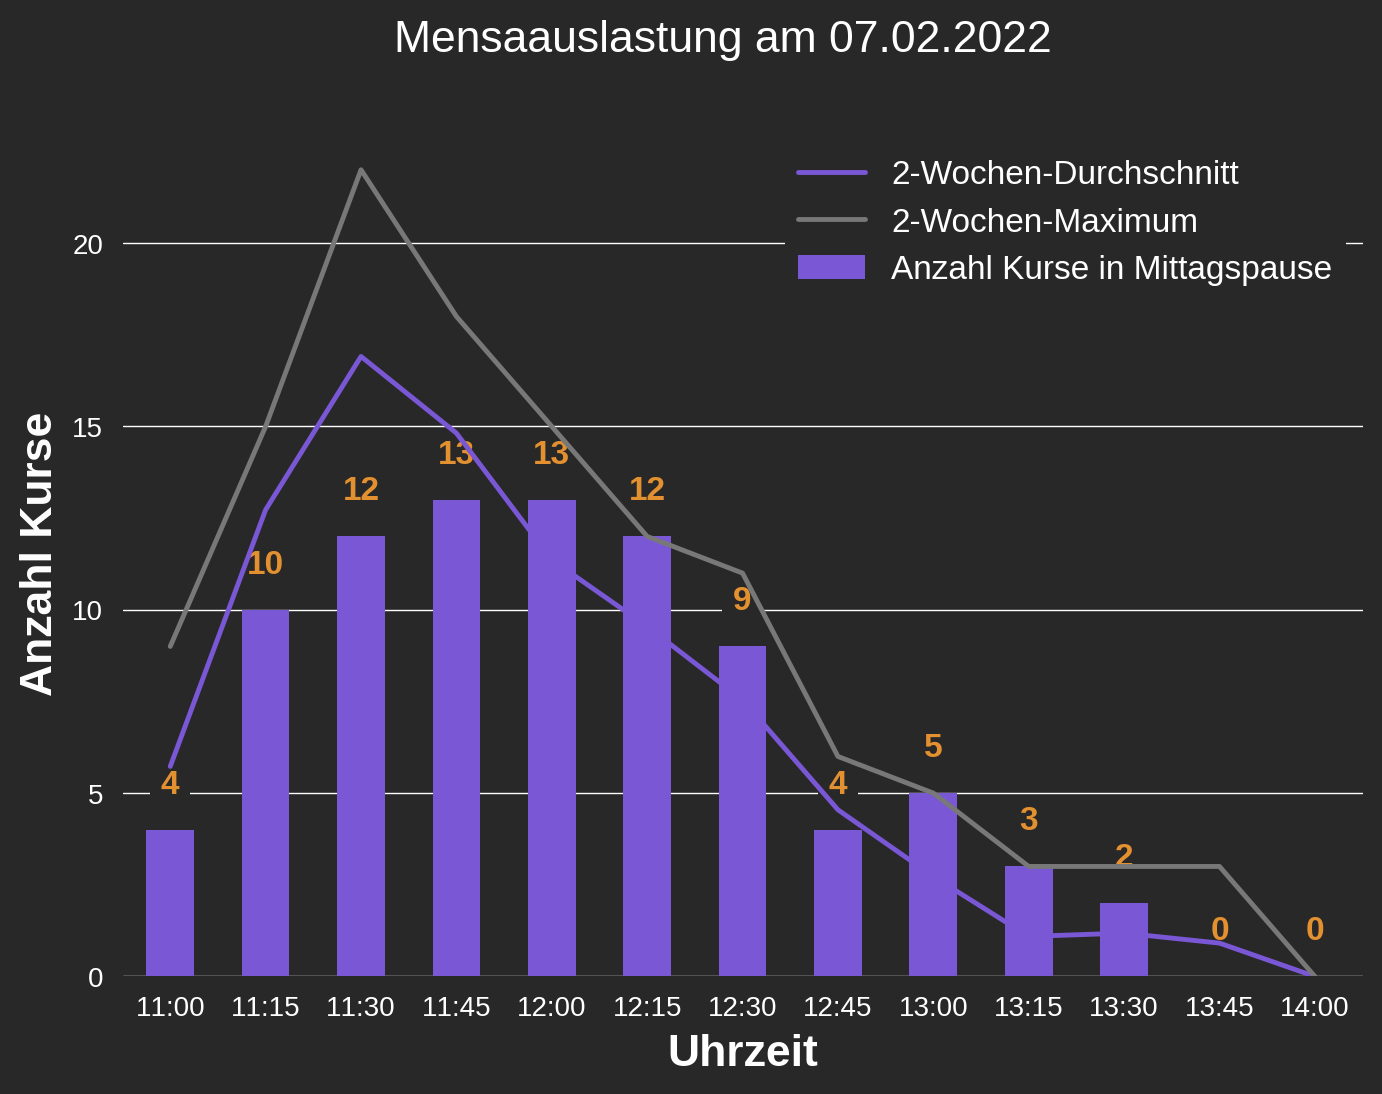 Mensaauslastung am 07.02.2022
2-Wochen-Durchschnitt
2-Wochen-Maximum
Anzahl Kurse in Mittagspause
Anzahl Kurse
20
15
10
5
0
4
10
12
13
13
12
9
4
5
3
2
0
0
11:00 11:15 11:30 11:45 12:00 12:15 12:30 12:45 13:00 13:15 13:30 13:45 14:00
Uhrzeit